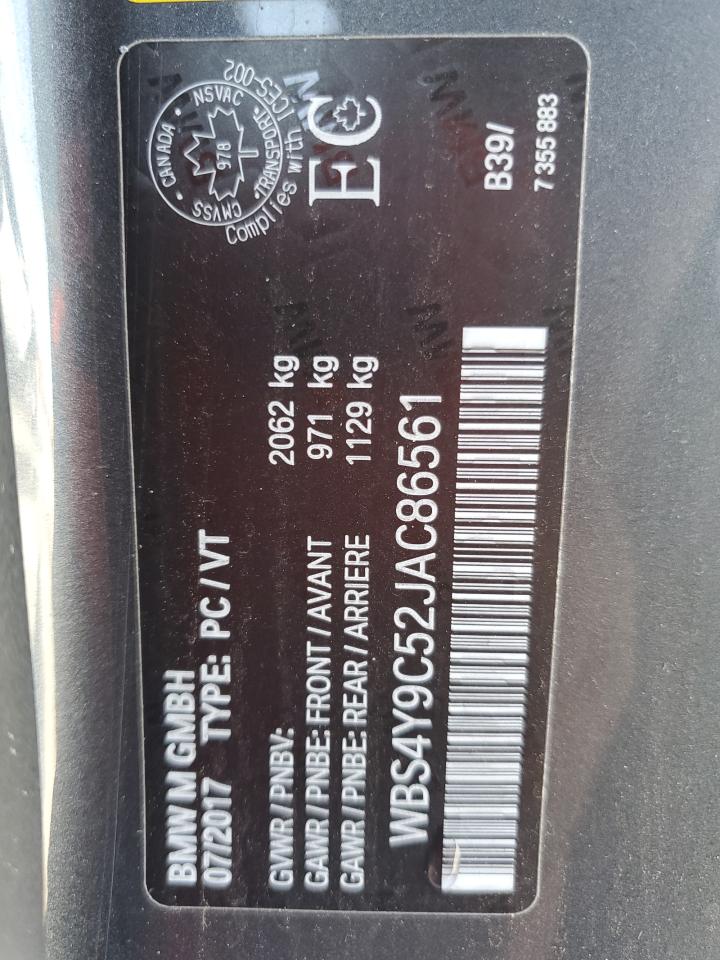 BMW M GMBH
07/2017 TYPE: PC/VT
GVWR/PNBV: 2062 kg
GAWR/PNBE: FRONT/AVANT 971 kg
GAWR/PNBE: REAR/ARRIERE 1129 kg
WBS4Y9C52JAC86561
CANADA · NSVAC · TRANSPORT · CMVSS ·
978
Complies with ICES-002
EC
B39/
7 355 883